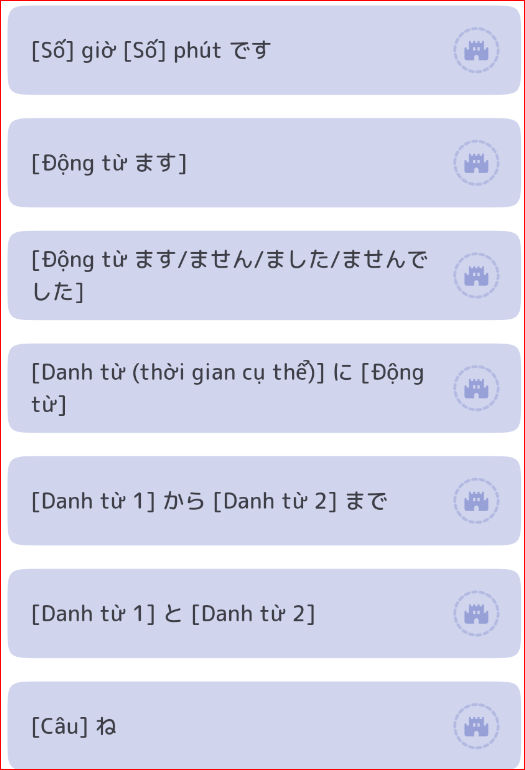 [Số] giờ [Số] phút です
[Động từ ます]
[Động từ ます/ません/ました/ませんで
した]
[Danh từ (thời gian cụ thể)] に [Động
từ]
[Danh từ 1] から [Danh từ 2] まで
[Danh từ 1] と [Danh từ 2]
[Câu] ね